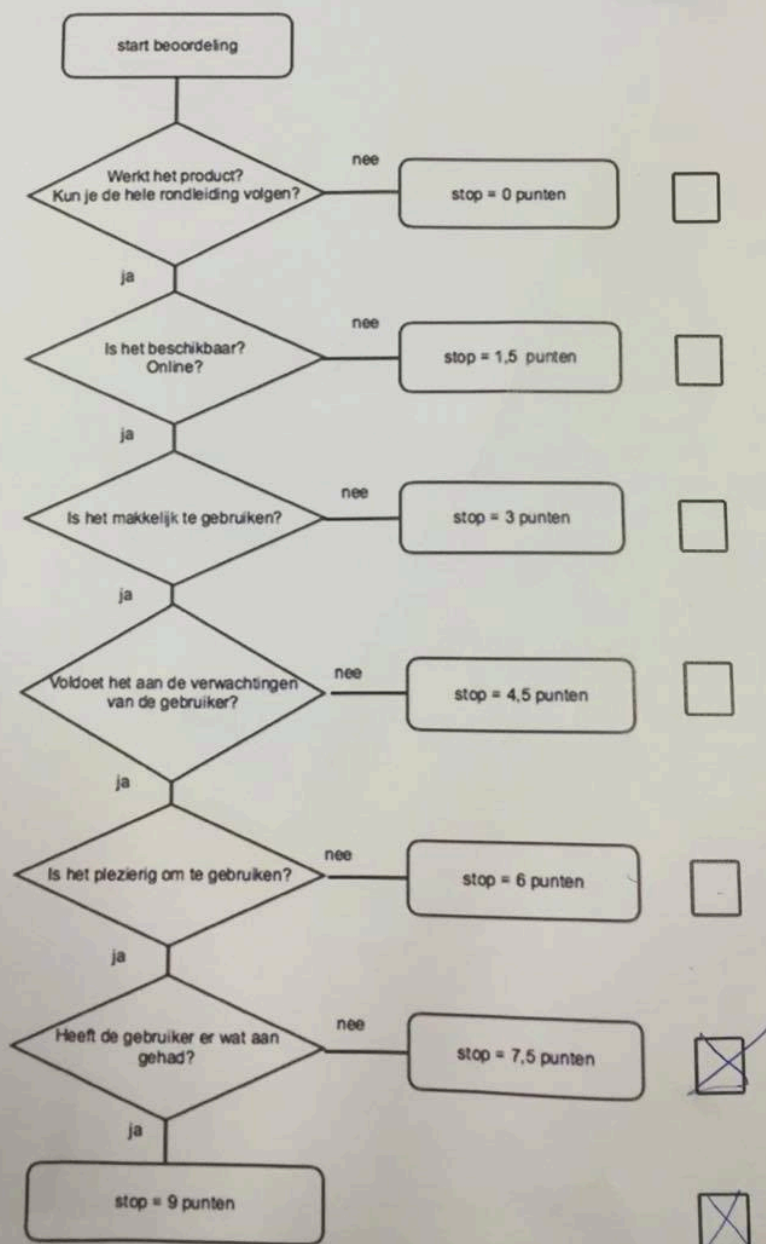 start beoordeling
Werkt het product?
Kun je de hele rondleiding volgen?
nee
stop = 0 punten
ja
Is het beschikbaar?
Online?
nee
stop = 1,5 punten
ja
Is het makkelijk te gebruiken?
nee
stop = 3 punten
ja
Voldoet het aan de verwachtingen
van de gebruiker?
nee
stop = 4,5 punten
ja
Is het plezierig om te gebruiken?
nee
stop = 6 punten
ja
Heeft de gebruiker er wat aan
gehad?
nee
stop = 7,5 punten
ja
stop = 9 punten